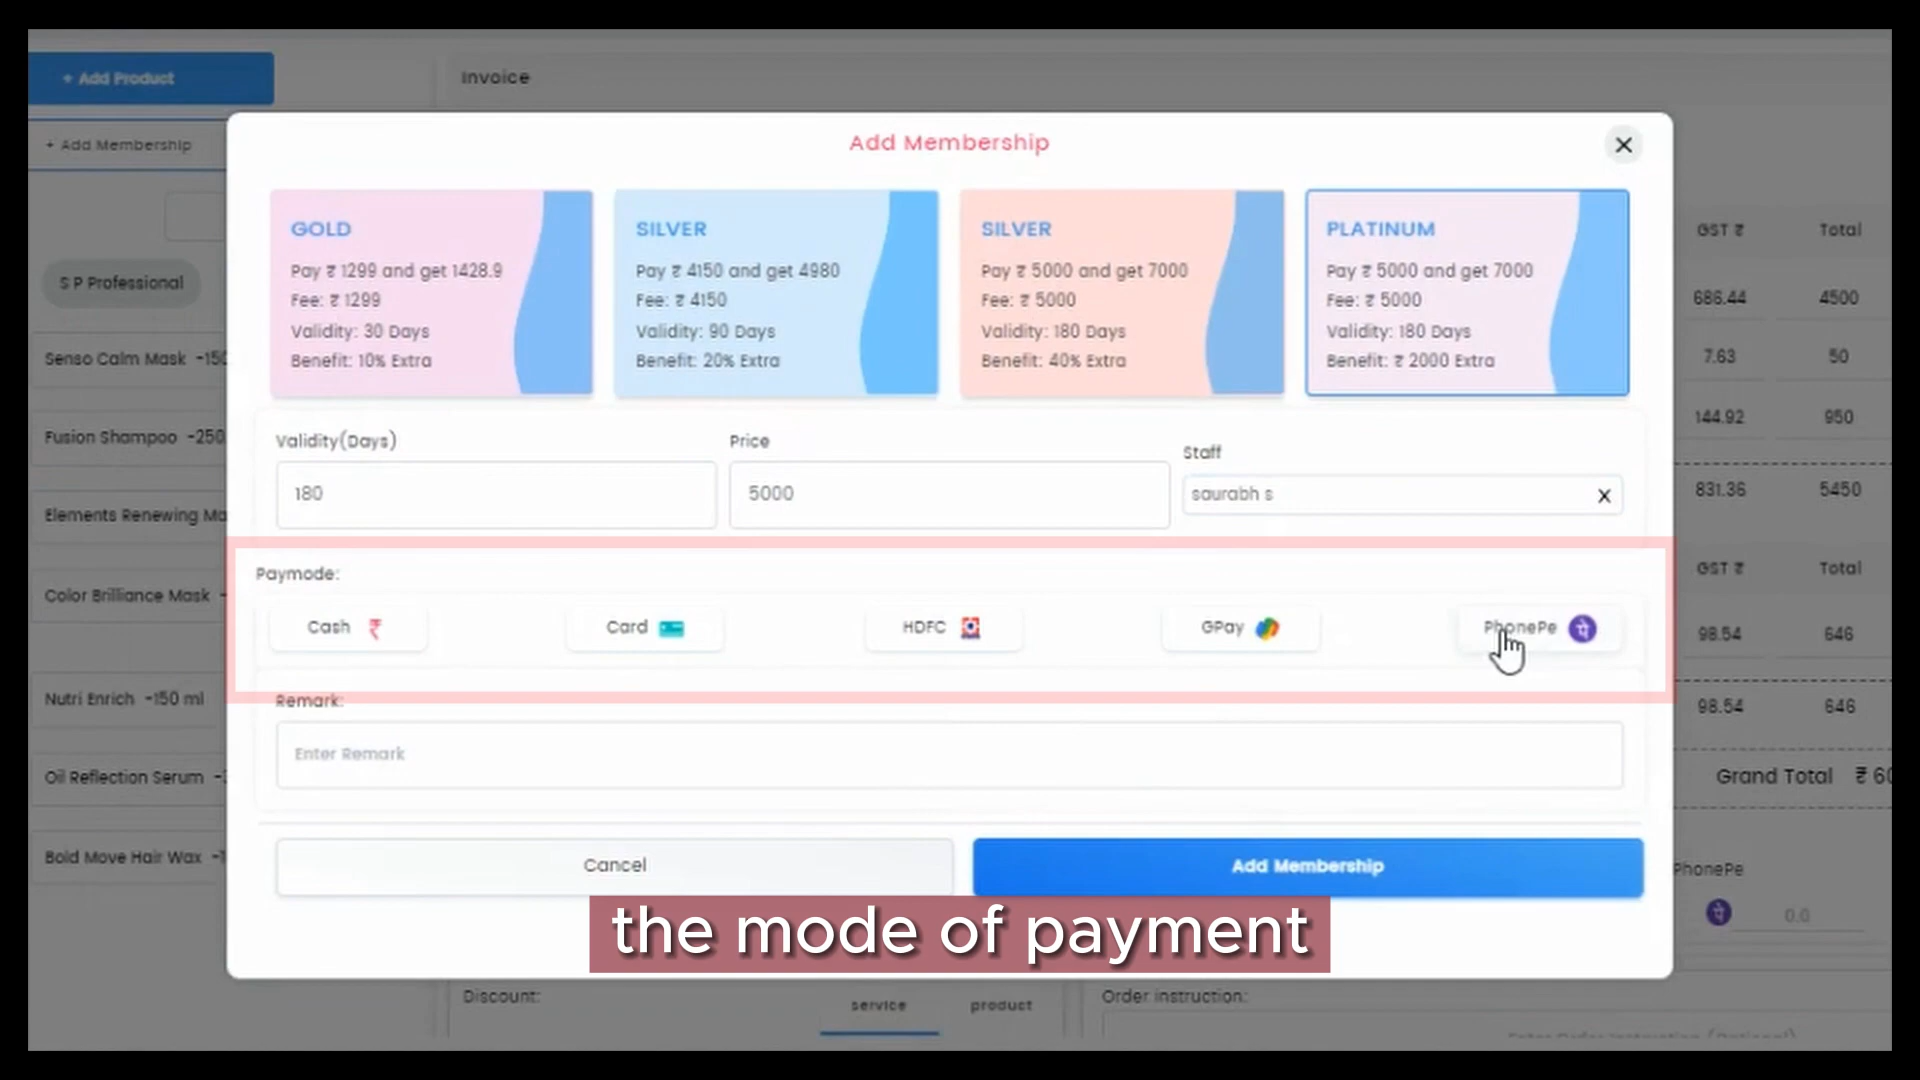 + Add Product
Invoice
+ Add Membership
Add Membership
GOLD
Pay ₹ 1299 and get 1428.9
Fee: ₹ 1299
Validity: 30 Days
Benefit: 10% Extra
SILVER
Pay ₹ 4150 and get 4980
Fee: ₹ 4150
Validity: 90 Days
Benefit: 20% Extra
SILVER
Pay ₹ 5000 and get 7000
Fee: ₹ 5000
Validity: 180 Days
Benefit: 40% Extra
PLATINUM
Pay ₹ 5000 and get 7000
Fee: ₹ 5000
Validity: 180 Days
Benefit: ₹ 2000 Extra
GST ₹ Total
S P Professional
686.44 4500
Senso Calm Mask -150
7.63 50
144.92 950
Fusion Shampoo -250
Validity(Days)
Price
Staff
180
5000
saurabh s
831.36 5450
Elements Renewing
GST ₹ Total
Paymode:
Color Brilliance Mask
Cash ₹
Card
HDFC
GPay
PhonePe
98.54 646
Nutri Enrich -150 ml
Remark:
98.54 646
Enter Remark
Oil Reflection Serum
Grand Total ₹
Bold Move Hair Wax
Cancel
Add Membership
PhonePe
0.0
the mode of payment
Discount:
service
product
Order instruction: